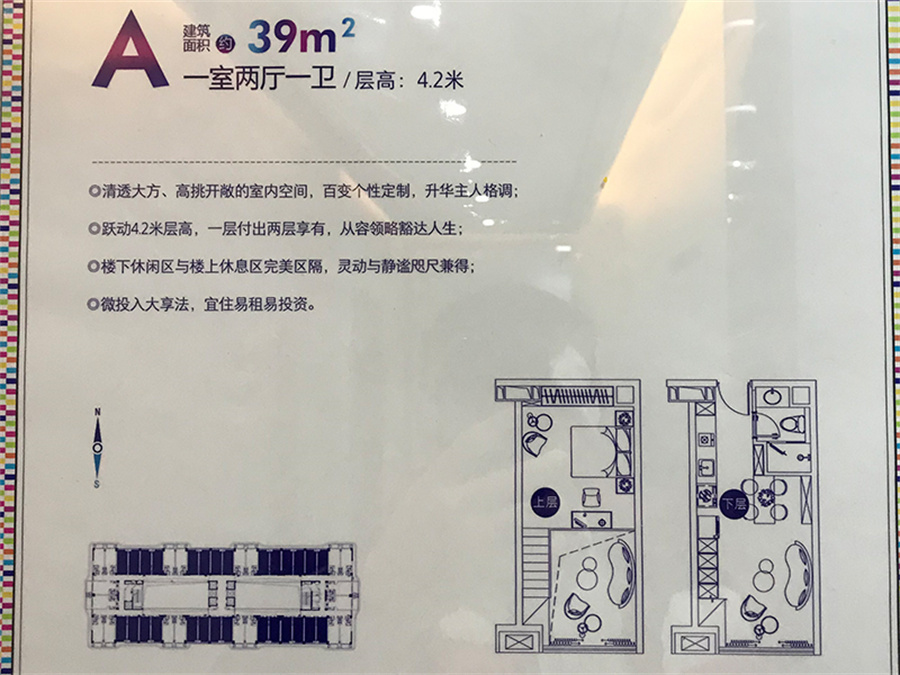 A
建筑面积 约 39m²
一室两厅一卫 / 层高：4.2米
◎清透大方、高挑开敞的室内空间，百变个性定制，升华主人格调；
◎跃动4.2米层高，一层付出两层享有，从容领略豁达人生；
◎楼下休闲区与楼上休息区完美区隔，灵动与静谧咫尺兼得；
◎微投入大享法，宜住易租易投资。
N
S
上层
下层